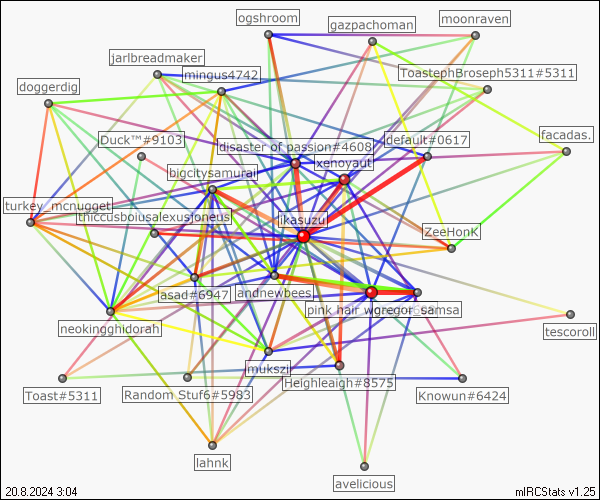 ogshroom
gazpachoman
moonraven
jarlbreadmaker
mingus4742
ToastephBroseph5311#5311
doggerdig
Duck™#9103
disaster of passion#4608
default#0617
facadas.
xenoyaut
bigcitysamurai
turkey_mcnugget
thiccusboiusalexusjoneus
ikasuzu
ZeeHonK
asad#6947
andnewbees
pink hair w
gregor
samsa
neokingghidorah
tescoroll
mukszi
Toast#5311
Random Stuf6#5983
Heighleaigh#8575
Knowun#6424
lahnk
avelicious
20.8.2024 3:04
mIRCStats v1.25